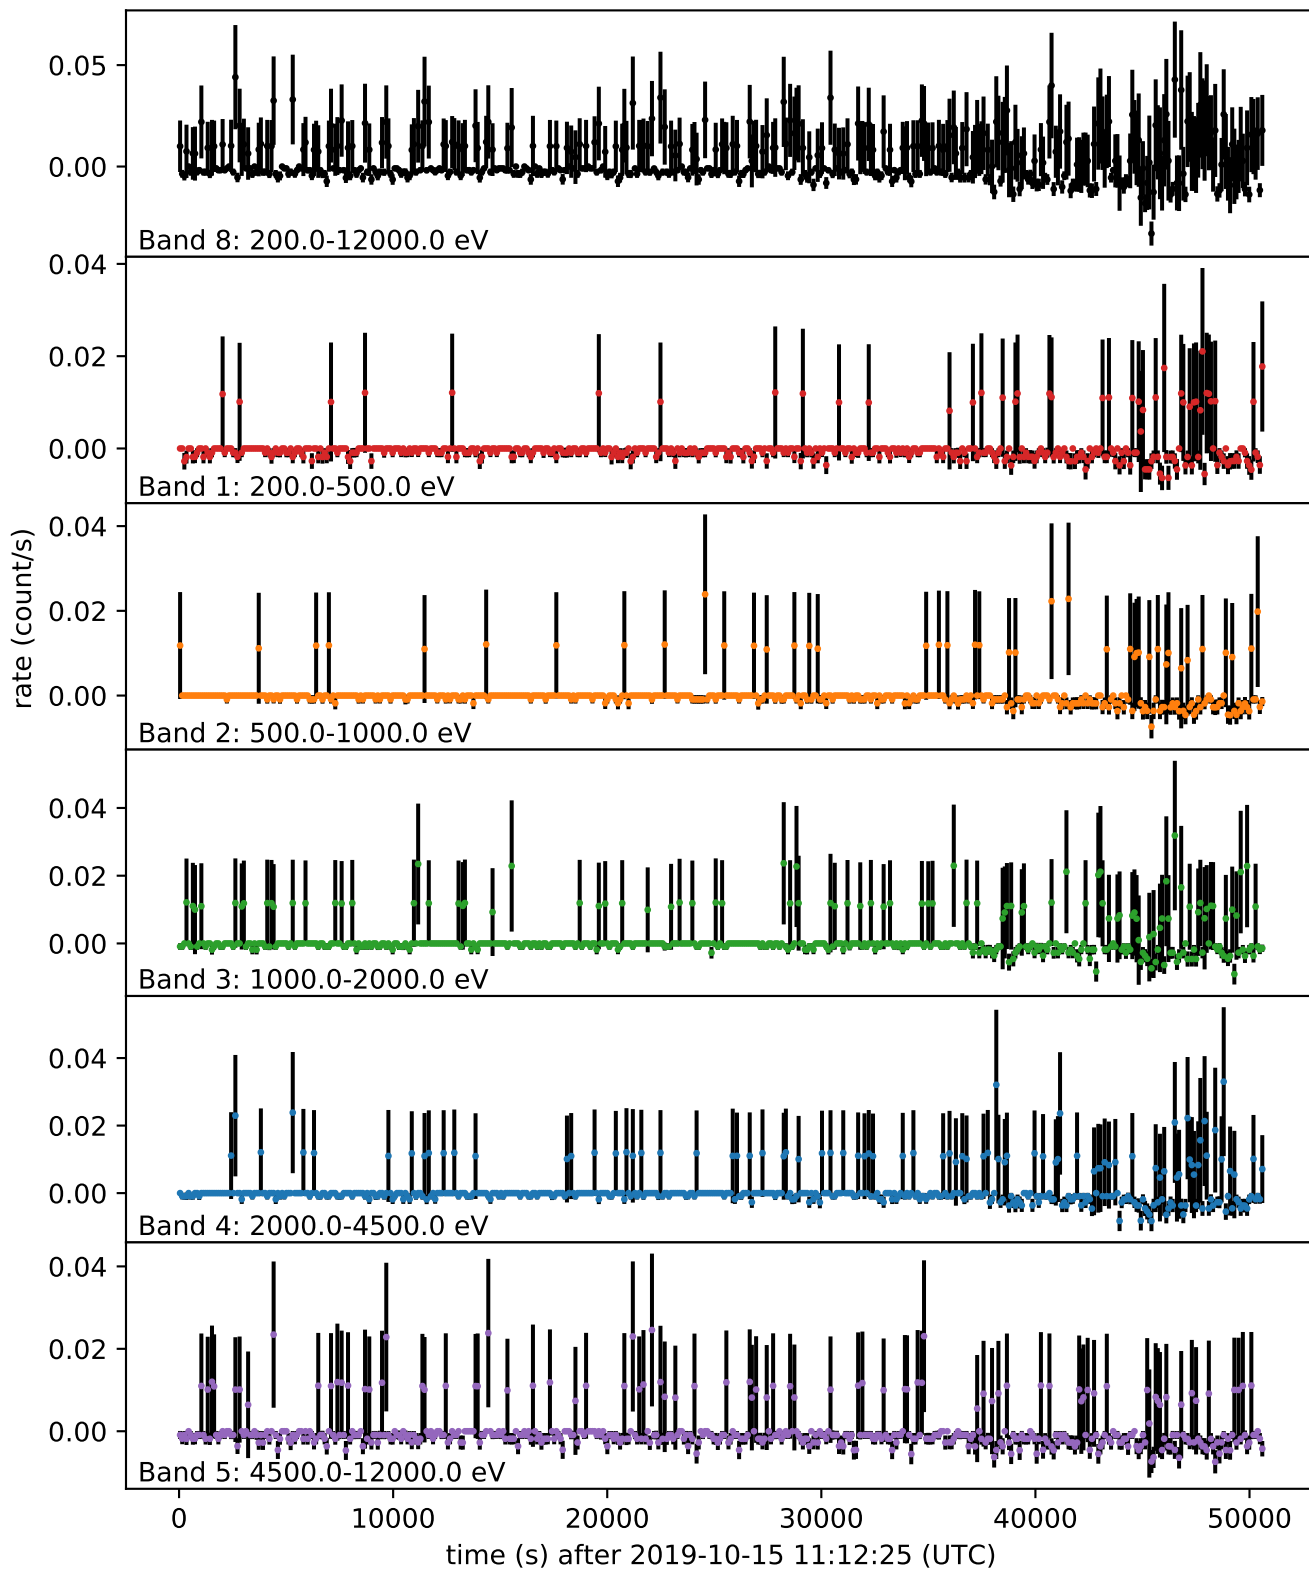 0.05
0.00
Band 8: 200.0-12000.0 eV
0.04
0.02
0.00
Band 1: 200.0-500.0 eV
0.04
0.02
0.00
Band 2: 500.0-1000.0 eV
rate (count/s)
0.04
0.02
0.00
Band 3: 1000.0-2000.0 eV
0.04
0.02
0.00
Band 4: 2000.0-4500.0 eV
0.04
0.02
0.00
Band 5: 4500.0-12000.0 eV
0 10000 20000 30000 40000 50000
time (s) after 2019-10-15 11:12:25 (UTC)